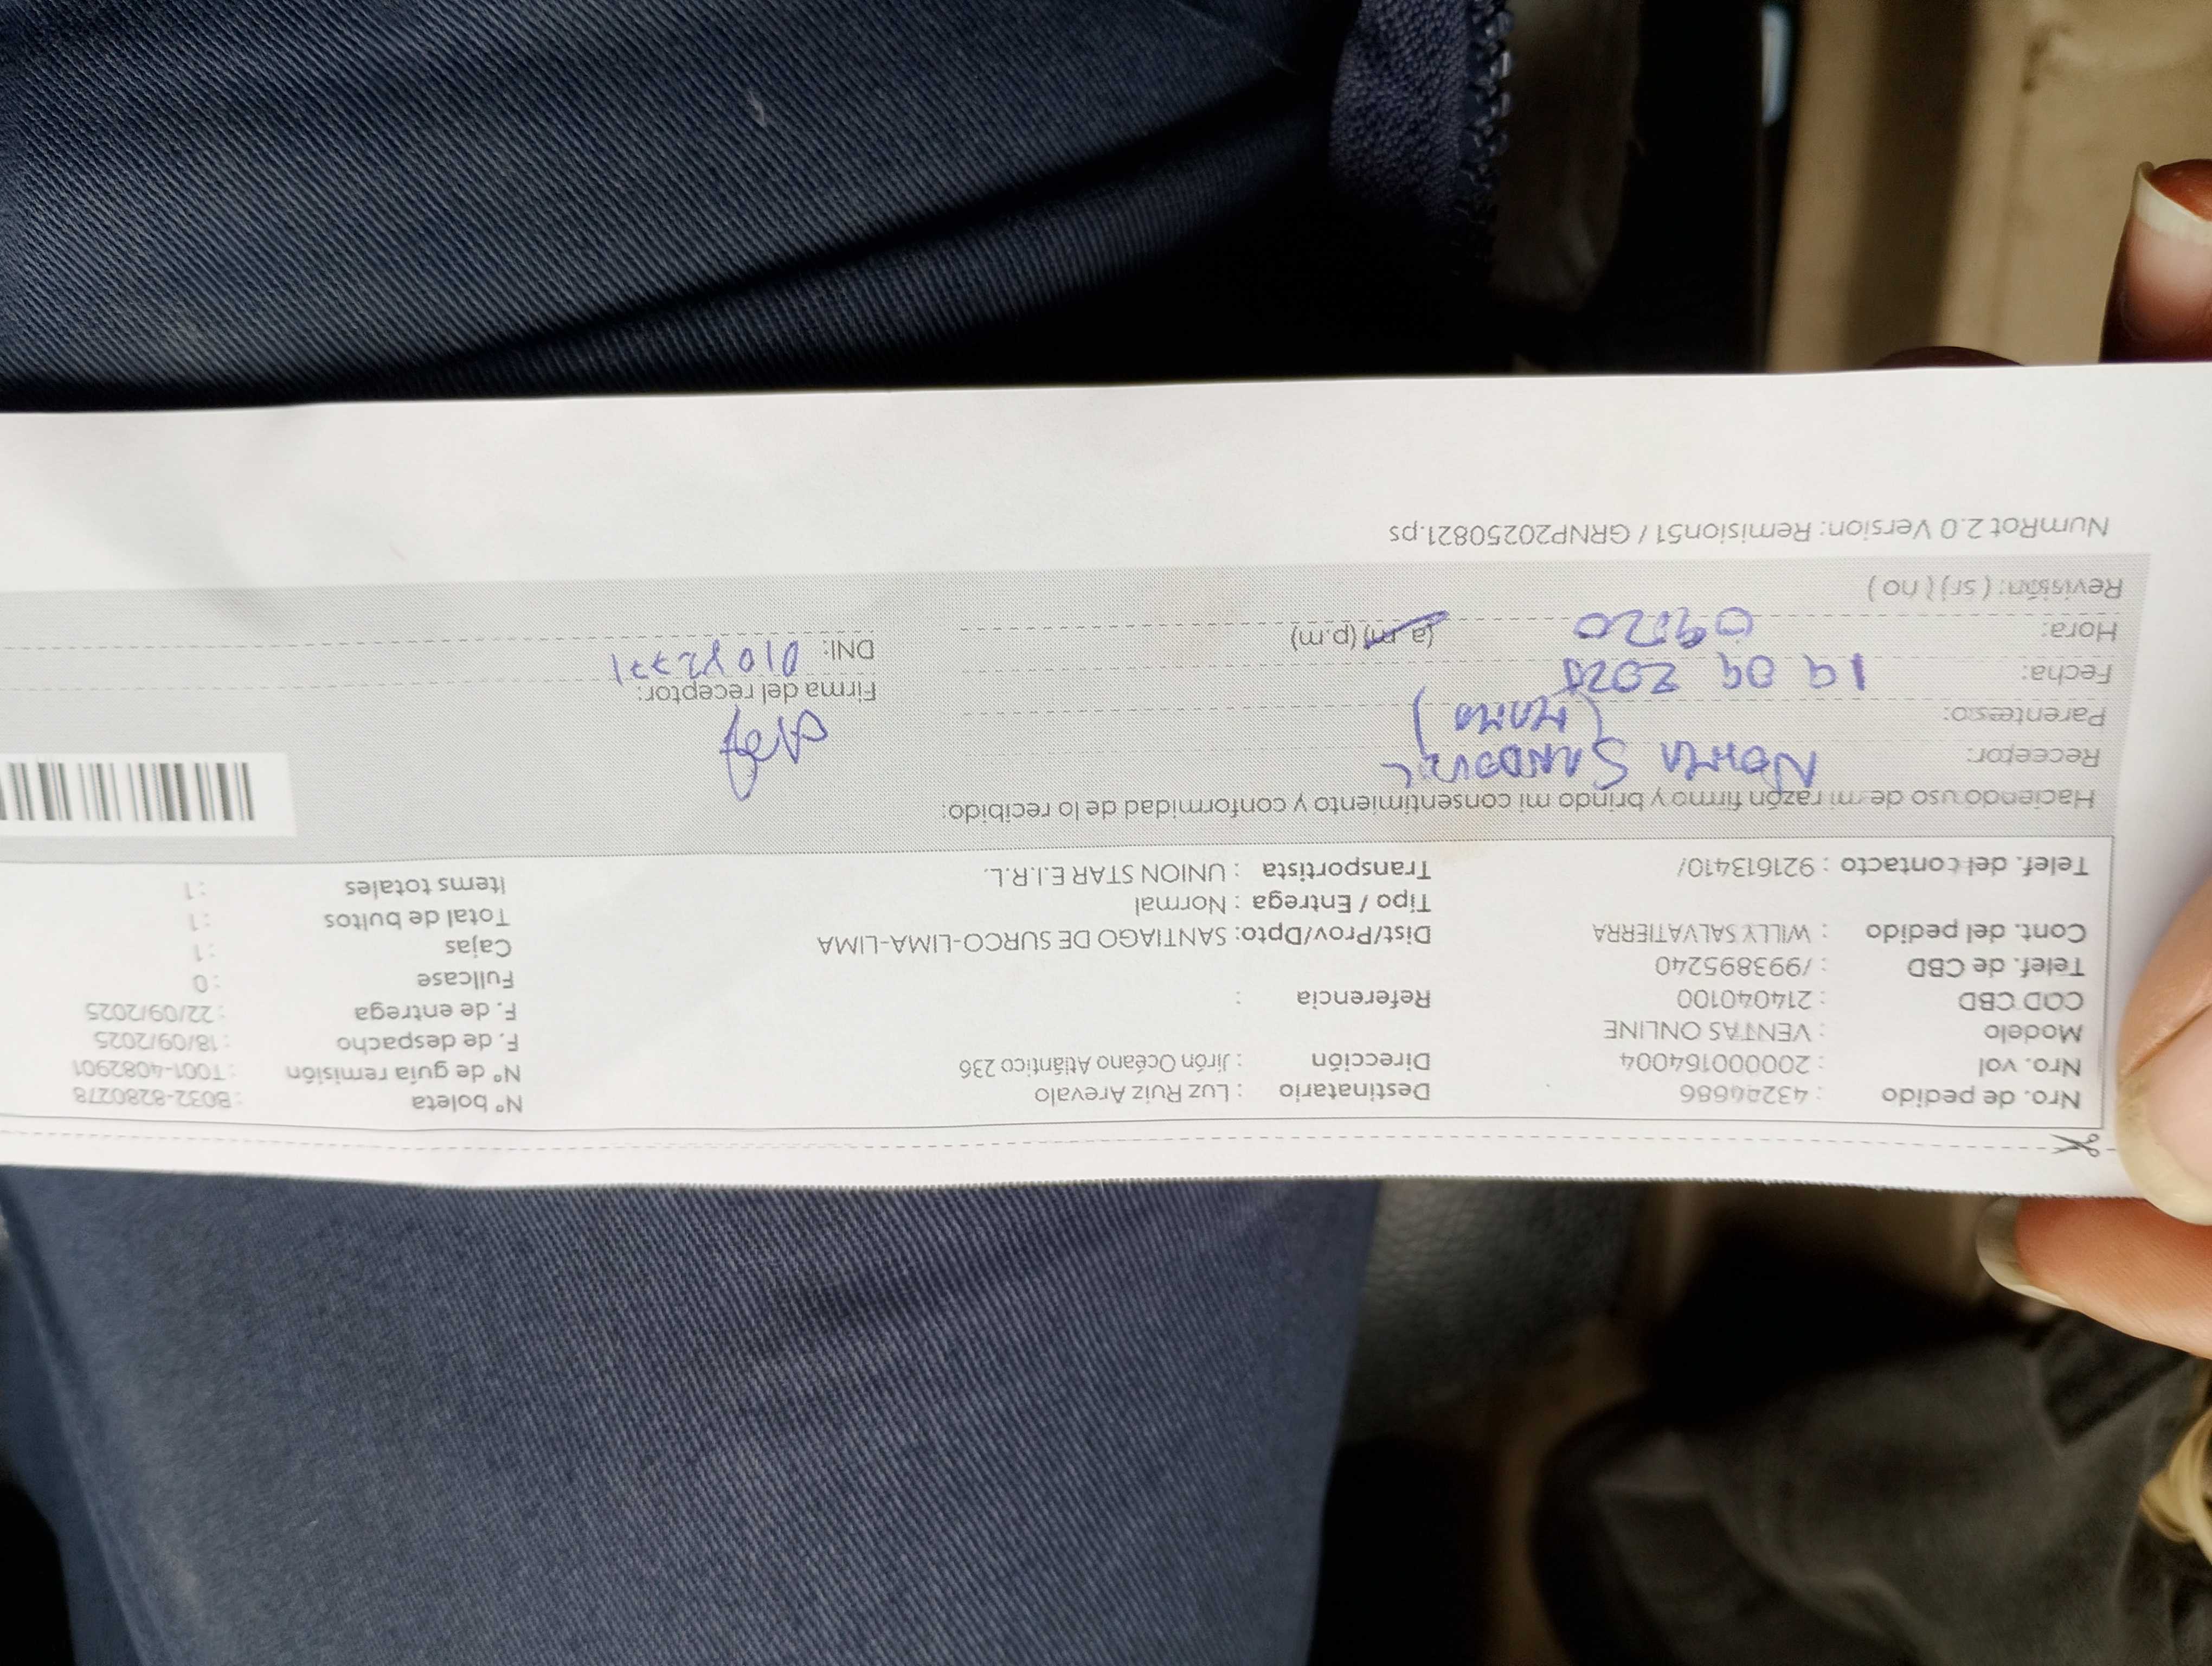 Nro. de pedido : 43244686 Destinatario : Luz Ruiz Arevalo N° boleta : B032-8280278
Nro. vol : 20000164004 Dirección : Jirón Océano Atlántico 236 N° de guía remisión : T001-4082901
Modelo : VENTAS ONLINE F. de despacho : 18/09/2025
COD CBD : 214040100 Referencia : F. de entrega : 22/09/2025
Telef. de CBD : /993895240 Fullcase : 0
Cont. del pedido : WILLY SALVATIERRA Dist/Prov/Dpto: SANTIAGO DE SURCO-LIMA-LIMA Cajas : 1
Tipo / Entrega : Normal Total de bultos : 1
Telef. del contacto : 921613410/ Transportista : UNION STAR E.I.R.L. Items totales : 1
Haciendo uso de mi razón firmo y brindo mi consentimiento y conformidad de lo recibido:
Receptor: NORMA SANDOVAL
Parentesco: (MAMA)
Firma del receptor:
Fecha: 19 09 2025
DNI:
Hora: 09:20 (a.m) (p.m)
Revisión: ( si ) ( no )
NumRot 2.0 Version: Remision51 / GRNP20250821.ps